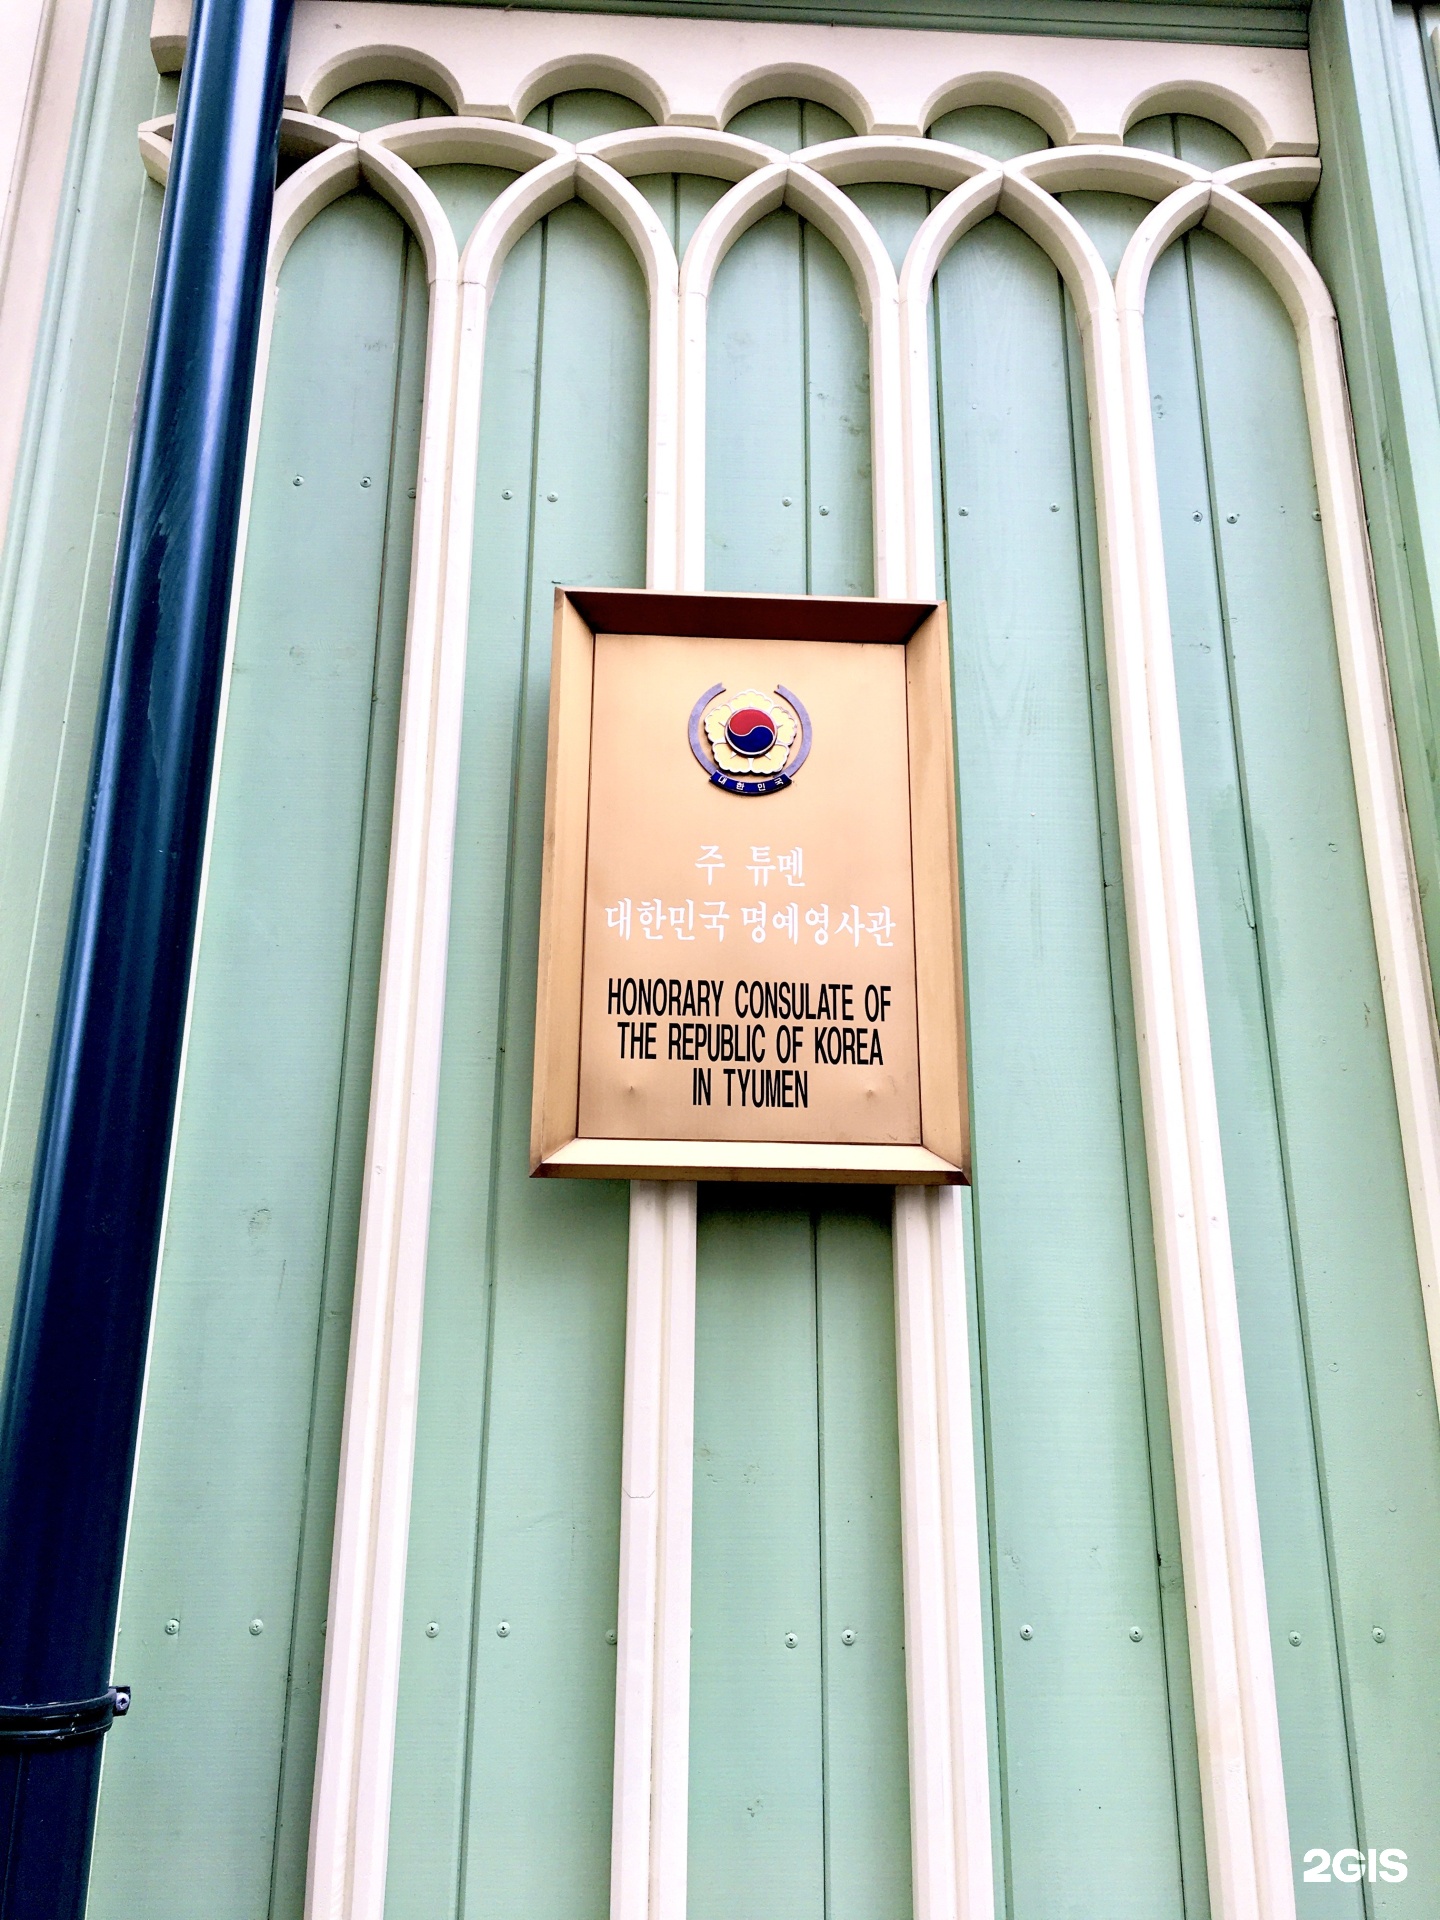 대한민국
주 튜멘
대한민국 명예영사관
HONORARY CONSULATE OF
THE REPUBLIC OF KOREA
IN TYUMEN
2GIS